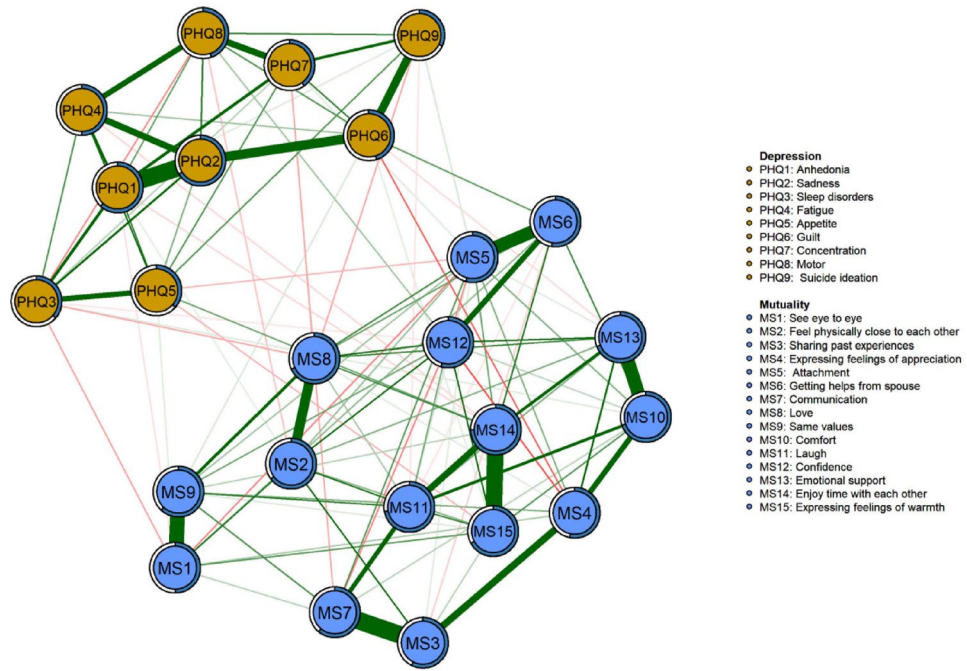 PHQ8
PHQ9
PHQ7
PHQ4
PHQ6
PHQ2
PHQ1
PHQ3
PHQ5
MS6
MS5
MS12
MS13
MS8
MS10
MS14
MS2
MS9
MS11
MS4
MS15
MS1
MS7
MS3
Depression
PHQ1: Anhedonia
PHQ2: Sadness
PHQ3: Sleep disorders
PHQ4: Fatigue
PHQ5: Appetite
PHQ6: Guilt
PHQ7: Concentration
PHQ8: Motor
PHQ9: Suicide ideation
Mutuality
MS1: See eye to eye
MS2: Feel physically close to each other
MS3: Sharing past experiences
MS4: Expressing feelings of appreciation
MS5: Attachment
MS6: Getting helps from spouse
MS7: Communication
MS8: Love
MS9: Same values
MS10: Comfort
MS11: Laugh
MS12: Confidence
MS13: Emotional support
MS14: Enjoy time with each other
MS15: Expressing feelings of warmth